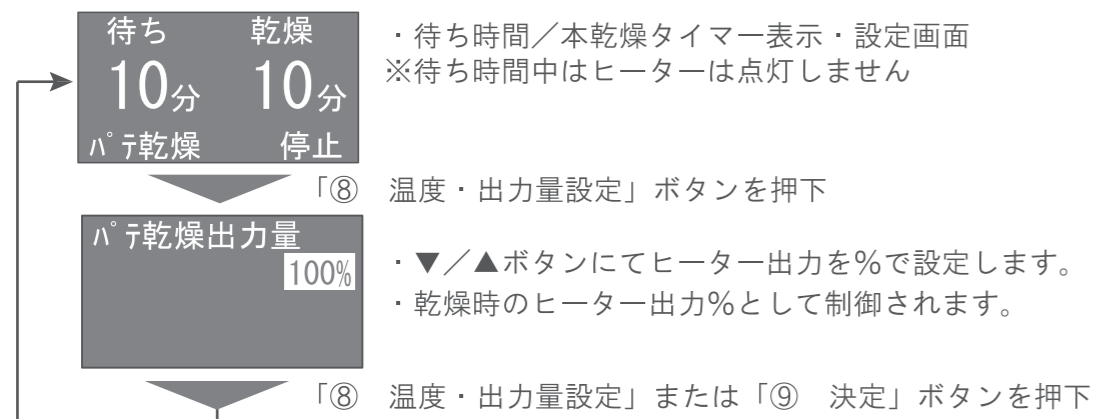 待ち 乾燥
10分 10分
ﾊﾟﾃ乾燥 停止
・待ち時間／本乾燥タイマー表示・設定画面
※待ち時間中はヒーターは点灯しません
「⑧ 温度・出力量設定」ボタンを押下
ﾊﾟﾃ乾燥出力量
100%
・▼／▲ボタンにてヒーター出力を%で設定します。
・乾燥時のヒーター出力%として制御されます。
「⑧ 温度・出力量設定」または「⑨ 決定」ボタンを押下